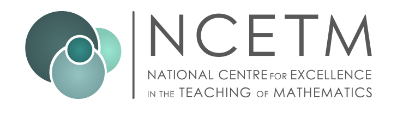 NCETM
NATIONAL CENTRE FOR EXCELLENCE
IN THE TEACHING OF MATHEMATICS